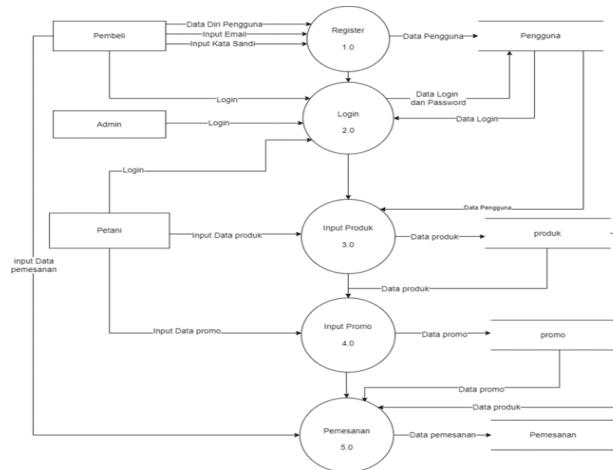 Data Diri Pengguna
Pembeli
Input Email
Input Kata Sandi
Register
1.0
Data Pengguna
Pengguna
Login
Data Login
dan Password
Admin
Login
Login
2.0
Data Login
Login
Data Pengguna
Petani
Input Data produk
Input Produk
3.0
Data produk
produk
input Data
pemesanan
Data produk
Input Data promo
Input Promo
4.0
Data promo
promo
Data promo
Data produk
Pemesanan
5.0
Data pemesanan
Pemesanan